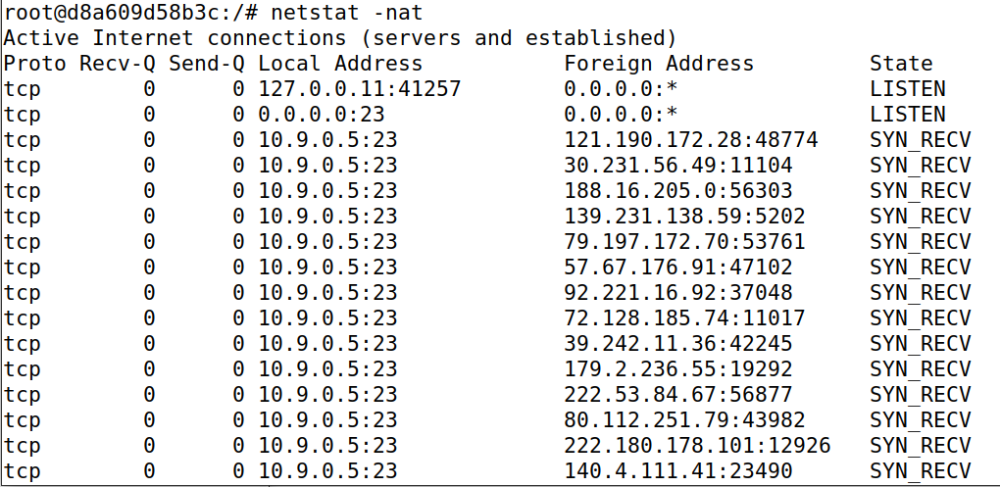 root@d8a609d58b3c:/# netstat -nat
Active Internet connections (servers and established)
Proto Recv-Q Send-Q Local Address           Foreign Address         State
tcp        0      0 127.0.0.11:41257        0.0.0.0:*               LISTEN
tcp        0      0 0.0.0.0:23              0.0.0.0:*               LISTEN
tcp        0      0 10.9.0.5:23             121.190.172.28:48774    SYN_RECV
tcp        0      0 10.9.0.5:23             30.231.56.49:11104      SYN_RECV
tcp        0      0 10.9.0.5:23             188.16.205.0:56303      SYN_RECV
tcp        0      0 10.9.0.5:23             139.231.138.59:5202     SYN_RECV
tcp        0      0 10.9.0.5:23             79.197.172.70:53761     SYN_RECV
tcp        0      0 10.9.0.5:23             57.67.176.91:47102      SYN_RECV
tcp        0      0 10.9.0.5:23             92.221.16.92:37048      SYN_RECV
tcp        0      0 10.9.0.5:23             72.128.185.74:11017     SYN_RECV
tcp        0      0 10.9.0.5:23             39.242.11.36:42245      SYN_RECV
tcp        0      0 10.9.0.5:23             179.2.236.55:19292      SYN_RECV
tcp        0      0 10.9.0.5:23             222.53.84.67:56877      SYN_RECV
tcp        0      0 10.9.0.5:23             80.112.251.79:43982     SYN_RECV
tcp        0      0 10.9.0.5:23             222.180.178.101:12926   SYN_RECV
tcp        0      0 10.9.0.5:23             140.4.111.41:23490      SYN_RECV